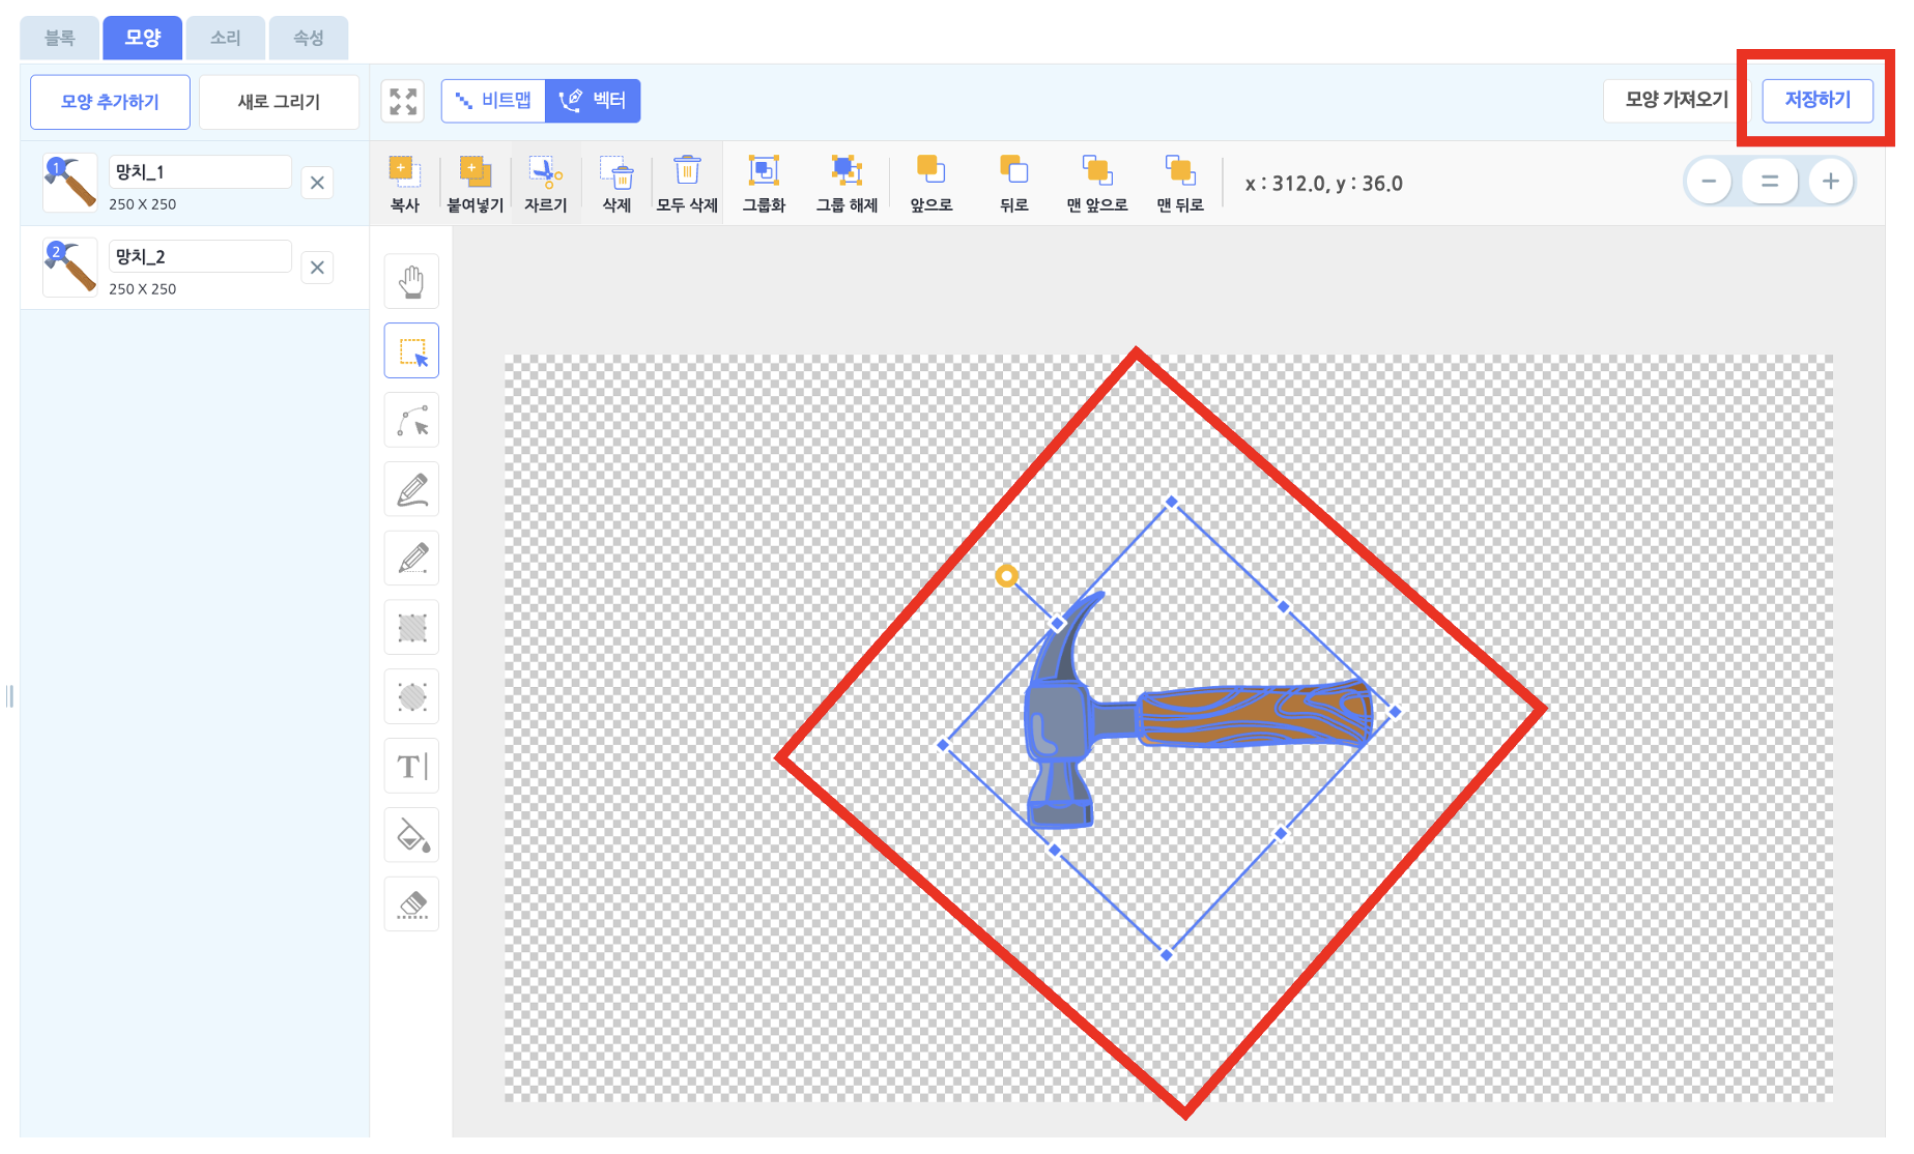 블록 모양 소리 속성
모양 추가하기 새로 그리기 비트맵 벡터 모양 가져오기 저장하기
1 망치_1
250 X 250
복사 붙여넣기 자르기 삭제 모두 삭제 그룹화 그룹 해제 앞으로 뒤로 맨 앞으로 맨 뒤로 x : 312.0, y : 36.0
2 망치_2
250 X 250
T